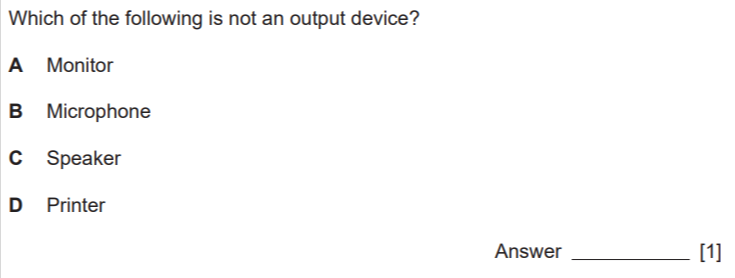 Which of the following is not an output device?
A Monitor
B Microphone
C Speaker
D Printer
Answer __________ [1]